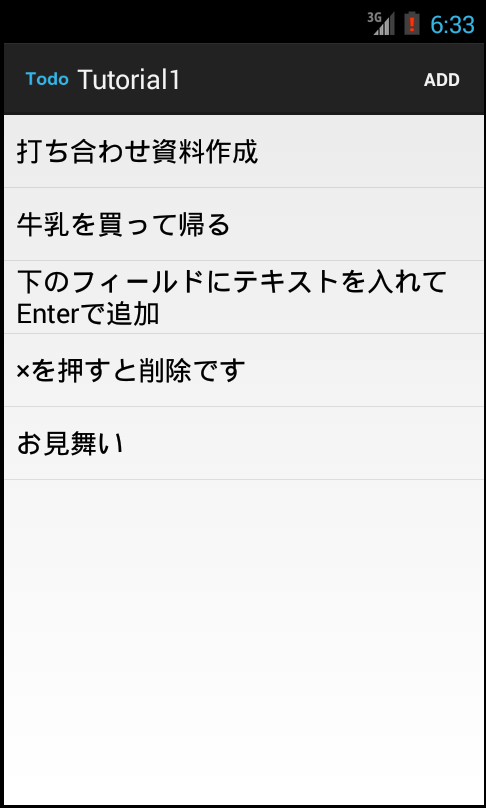 3G 6:33
Todo Tutorial1 ADD
打ち合わせ資料作成
牛乳を買って帰る
下のフィールドにテキストを入れて
Enterで追加
×を押すと削除です
お見舞い